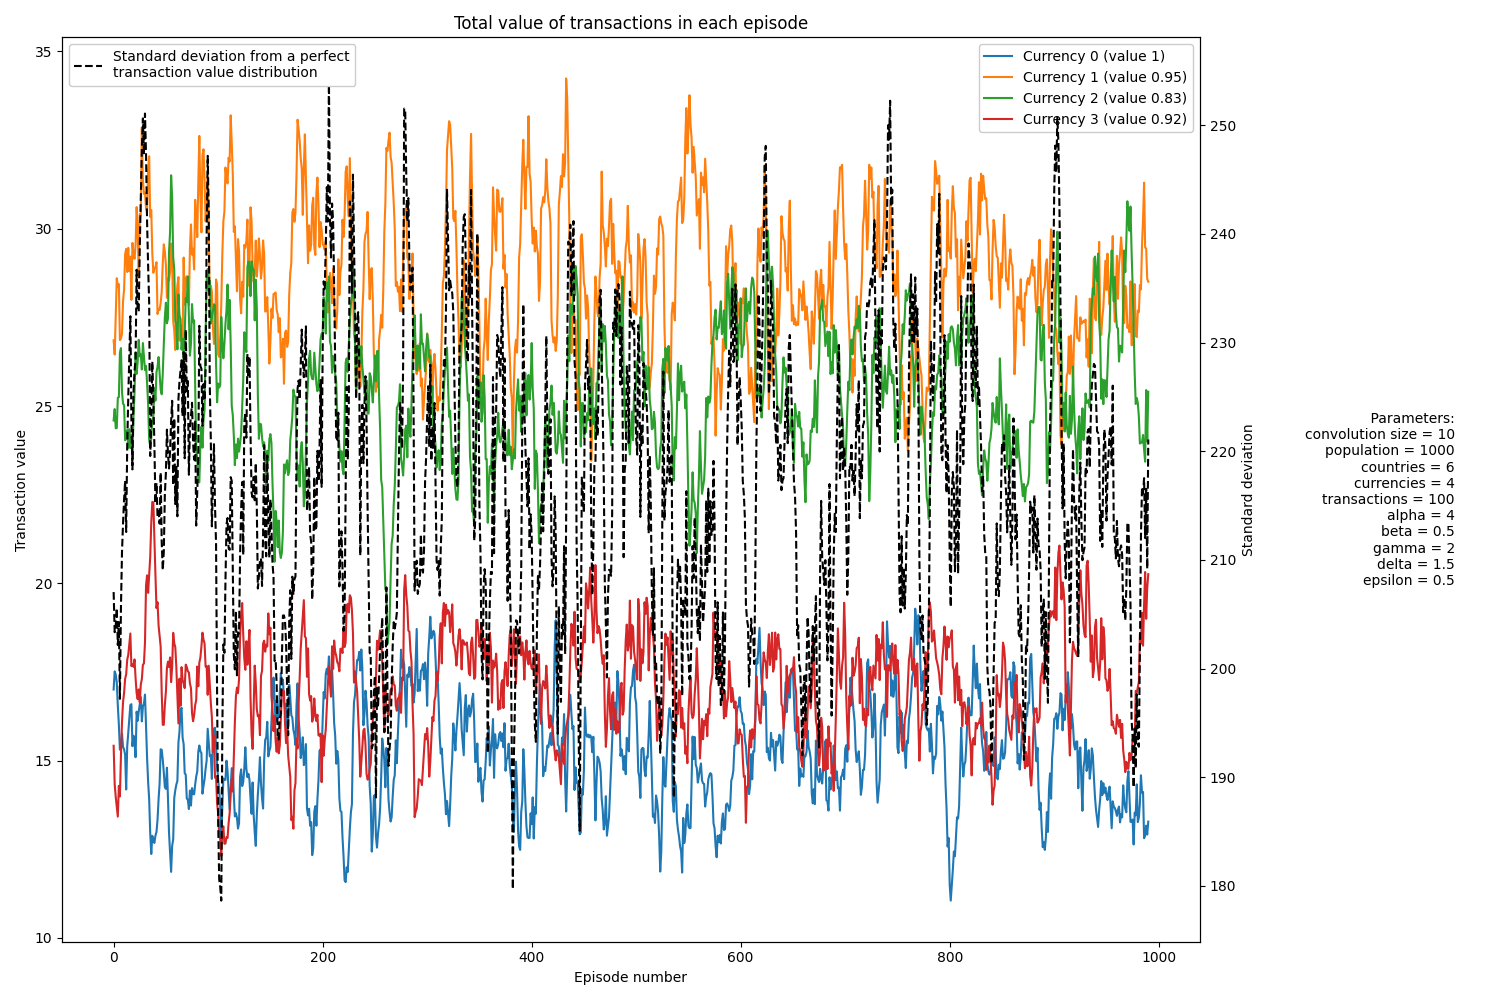 Total value of transactions in each episode
Standard deviation from a perfect
transaction value distribution
Currency 0 (value 1)
Currency 1 (value 0.95)
Currency 2 (value 0.83)
Currency 3 (value 0.92)
35
30
25
20
15
10
Transaction value
0
200
400
600
800
1000
Episode number
250
240
230
220
210
200
190
180
Standard deviation
Parameters:
convolution size = 10
population = 1000
countries = 6
currencies = 4
transactions = 100
alpha = 4
beta = 0.5
gamma = 2
delta = 1.5
epsilon = 0.5